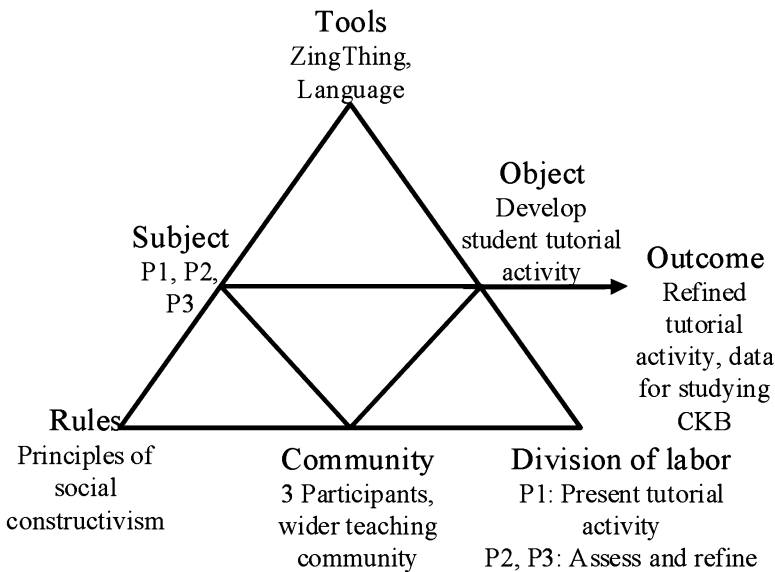 Tools
ZingThing,
Language
Object
Develop
student tutorial
activity
Subject
P1, P2,
P3
Outcome
Refined
tutorial
activity, data
for studying
CKB
Rules
Principles of
social
constructivism
Community
3 Participants,
wider teaching
community
Division of labor
P1: Present tutorial
activity
P2, P3: Assess and refine